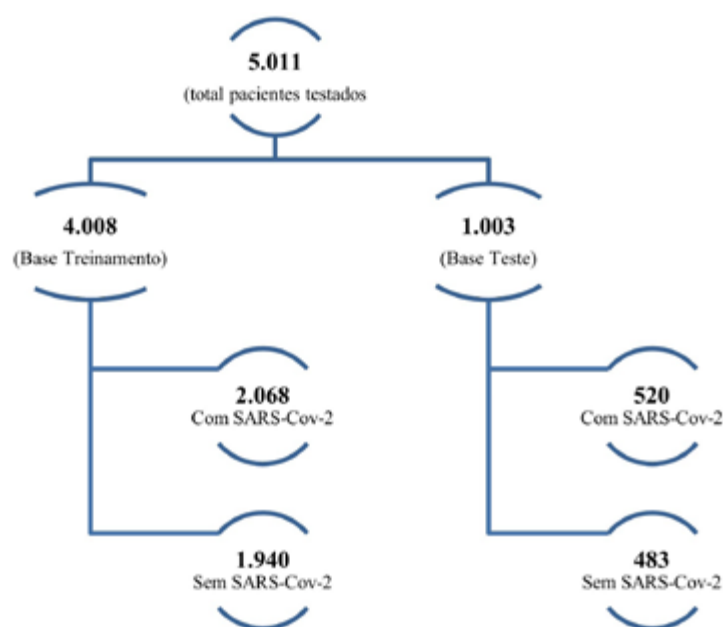 5.011
(total pacientes testados
4.008
(Base Treinamento)
1.003
(Base Teste)
2.068
Com SARS-Cov-2
520
Com SARS-Cov-2
1.940
Sem SARS-Cov-2
483
Sem SARS-Cov-2